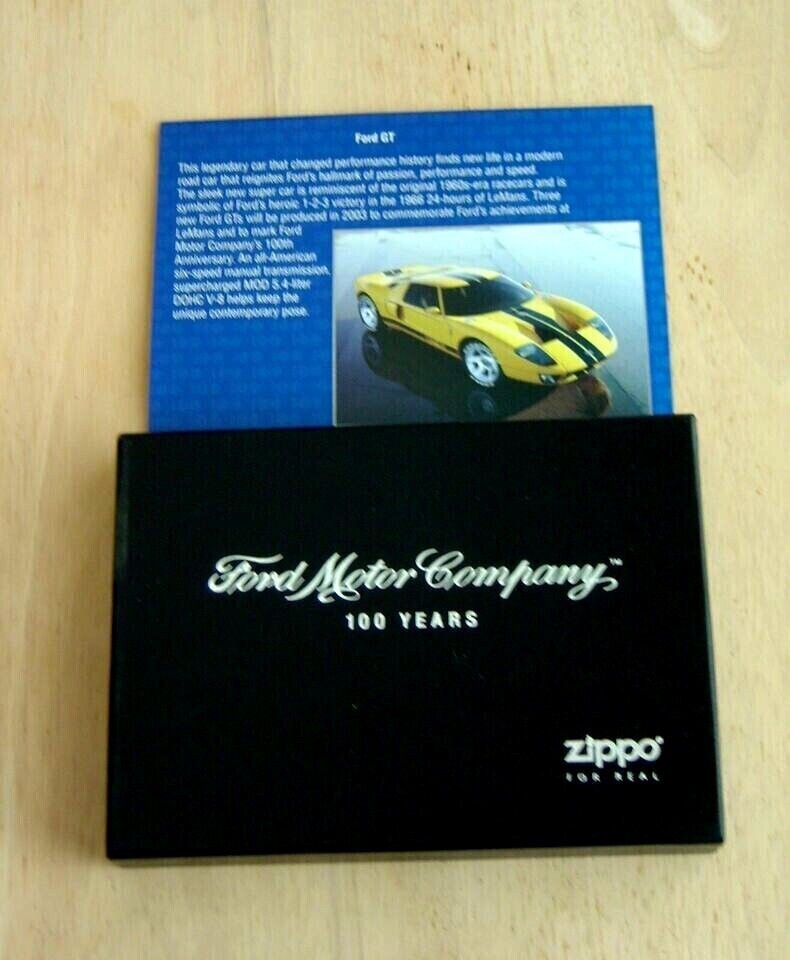 Ford GT
This legendary car that changed performance history finds new life in a modern
road car that reignites Ford's hallmark of passion, performance and speed.
The sleek new super car is reminiscent of the original 1960s-era racecars and is
symbolic of Ford's heroic 1-2-3 victory in the 1966 24-hours of LeMans. Three
new Ford GTs will be produced in 2003 to commemorate Ford's achievements at
LeMans and to mark Ford
Motor Company's 100th
Anniversary. An all-American
six-speed manual transmission,
supercharged MOD 5.4-liter
DOHC V-8 helps keep the
unique contemporary pose.
Ford Motor Company™
100 YEARS
zippo®
FOR REAL